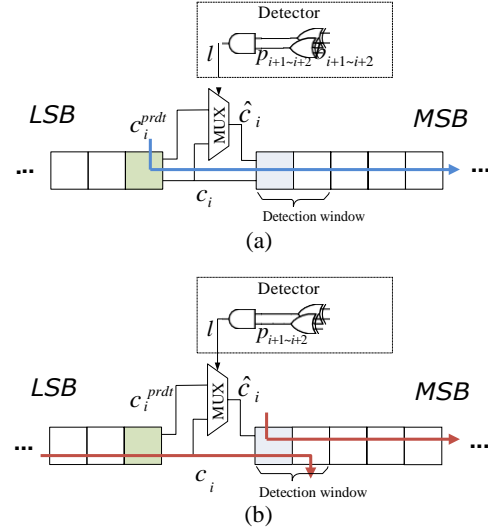 Detector
l
p_{i+1~i+2}
i+1~i+2
LSB
c_i^{prdt}
MUX
ĉ_i
MSB
...
...
c_i
Detection window
(a)
Detector
l
p_{i+1~i+2}
LSB
c_i^{prdt}
MUX
ĉ_i
MSB
...
...
c_i
Detection window
(b)